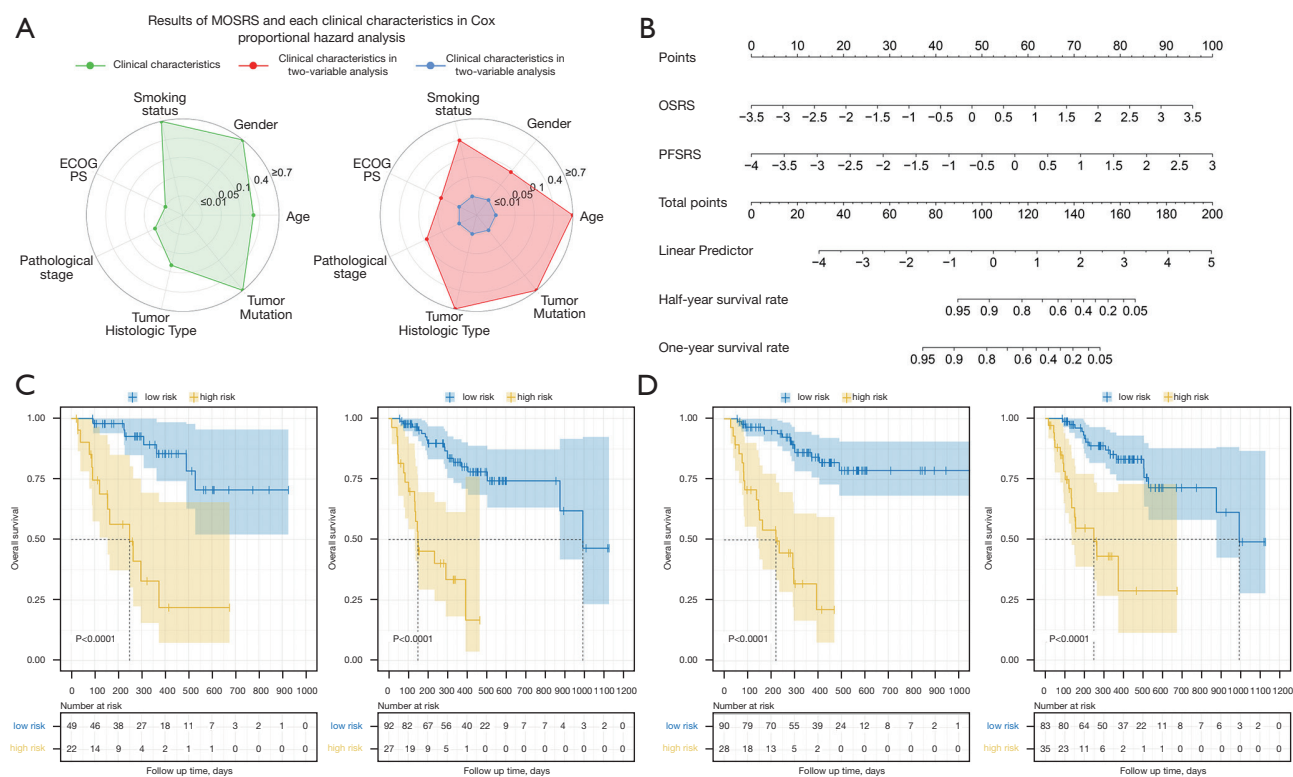 A
Results of MOSRS and each clinical characteristics in Cox
proportional hazard analysis
Clinical characteristics
Clinical characteristics in
two-variable analysis
Clinical characteristics in
two-variable analysis
Smoking
status
Gender
Age
Tumor
Mutation
Tumor
Histologic Type
Pathological
stage
ECOG
PS
≤0.01 0.05 0.1 0.4 ≥0.7
Smoking
status
Gender
Age
Tumor
Mutation
Tumor
Histologic Type
Pathological
stage
ECOG
PS
≤0.01 0.05 0.1 0.4 ≥0.7
B
Points
0 10 20 30 40 50 60 70 80 90 100
OSRS
−3.5 −3 −2.5 −2 −1.5 −1 −0.5 0 0.5 1 1.5 2 2.5 3 3.5
PFSRS
−4 −3.5 −3 −2.5 −2 −1.5 −1 −0.5 0 0.5 1 1.5 2 2.5 3
Total points
0 20 40 60 80 100 120 140 160 180 200
Linear Predictor
−4 −3 −2 −1 0 1 2 3 4 5
Half-year survival rate
0.95 0.9 0.8 0.6 0.4 0.2 0.05
One-year survival rate
0.95 0.9 0.8 0.6 0.4 0.2 0.05
C
low risk high risk
Overall survival
1.00
0.75
0.50
0.25
0.00
P<0.0001
0 100 200 300 400 500 600 700 800 900 1000
Number at risk
low risk 49 46 38 27 18 11 7 3 2 1 0
high risk 22 14 9 4 2 1 1 0 0 0 0
Follow up time, days
low risk high risk
Overall survival
1.00
0.75
0.50
0.25
0.00
P<0.0001
0 100 200 300 400 500 600 700 800 900 1000 1100 1200
Number at risk
low risk 92 82 67 56 40 22 9 7 7 4 3 2 0
high risk 27 19 9 5 1 0 0 0 0 0 0 0 0
Follow up time, days
D
low risk high risk
Overall survival
1.00
0.75
0.50
0.25
0.00
P<0.0001
0 100 200 300 400 500 600 700 800 900 1000
Number at risk
low risk 90 79 70 55 39 24 12 8 7 2 1
high risk 28 18 13 5 2 0 0 0 0 0 0
Follow up time, days
low risk high risk
Overall survival
1.00
0.75
0.50
0.25
0.00
P<0.0001
0 100 200 300 400 500 600 700 800 900 1000 1100 1200
Number at risk
low risk 83 80 64 50 37 22 11 8 7 6 3 2 0
high risk 35 23 11 6 2 1 1 0 0 0 0 0 0
Follow up time, days